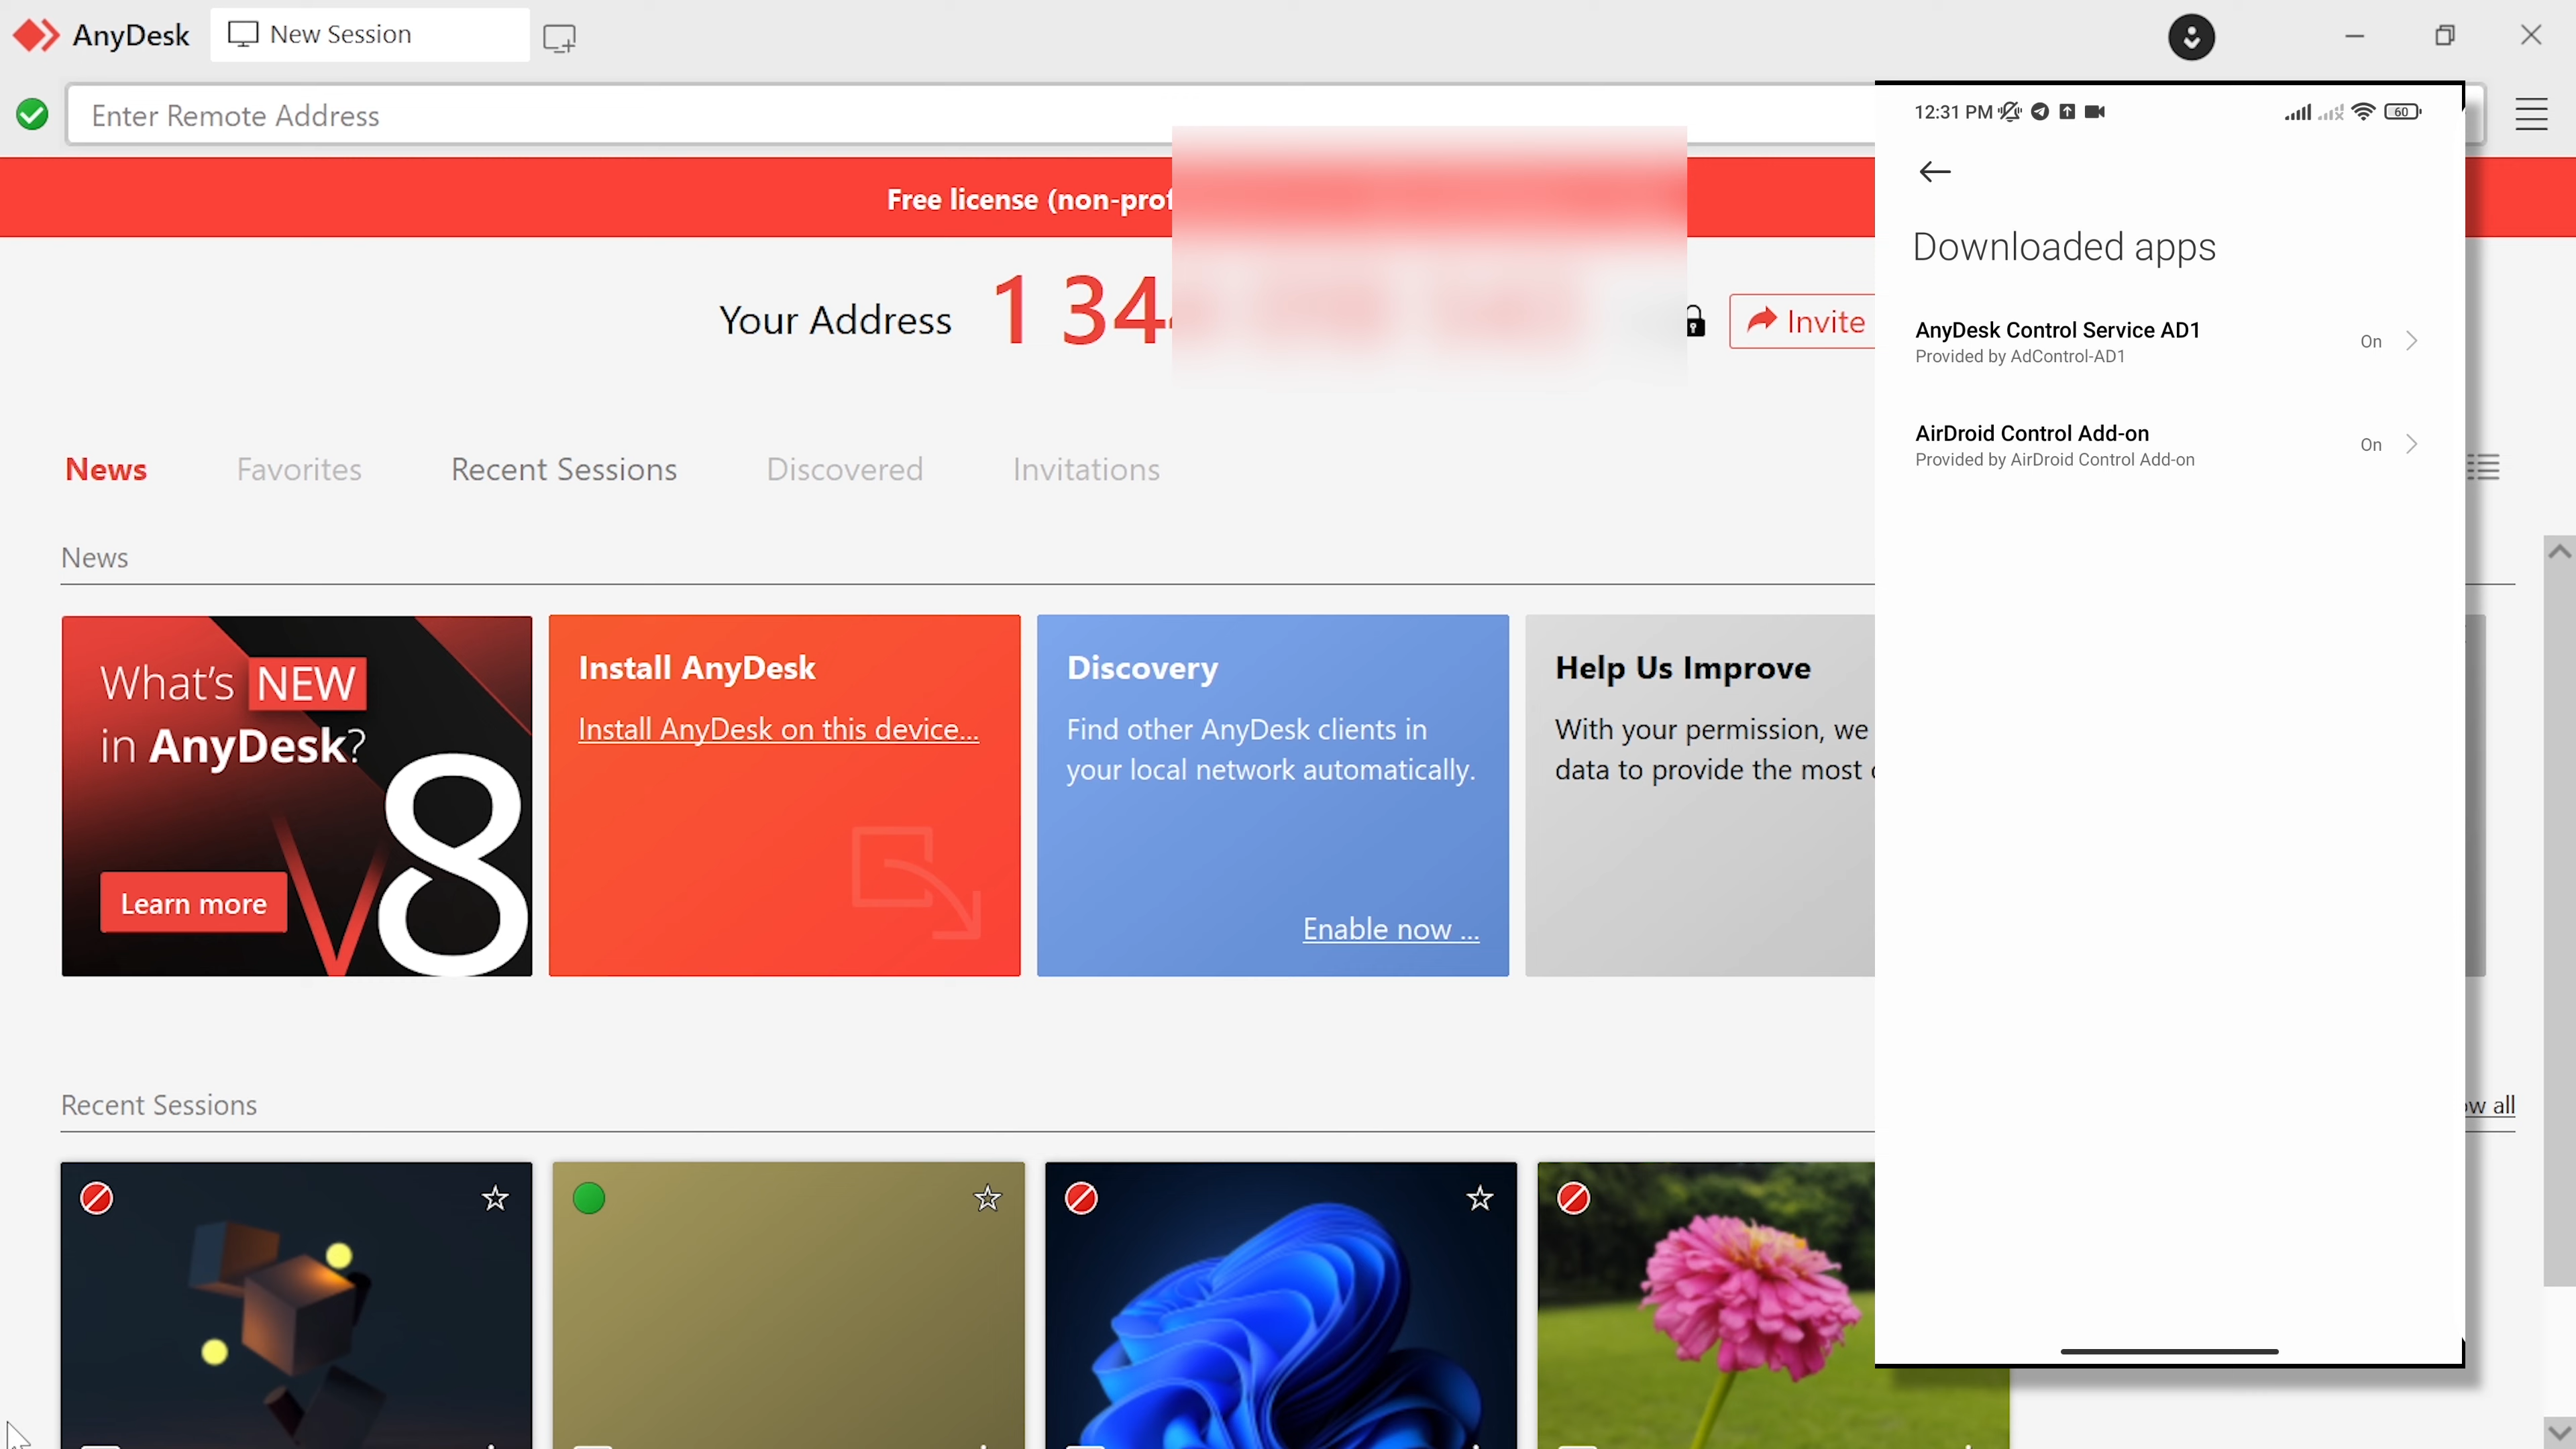 AnyDesk
New Session
Enter Remote Address
Free license (non-prof
Your Address 1 34
Invite
News Favorites Recent Sessions Discovered Invitations
News
What's NEW
in AnyDesk?
V8
Learn more
Install AnyDesk
Install AnyDesk on this device...
Discovery
Find other AnyDesk clients in
your local network automatically.
Enable now ...
Help Us Improve
With your permission, we
data to provide the most
Recent Sessions
ow all
12:31 PM
60
Downloaded apps
AnyDesk Control Service AD1
Provided by AdControl-AD1
On
AirDroid Control Add-on
Provided by AirDroid Control Add-on
On